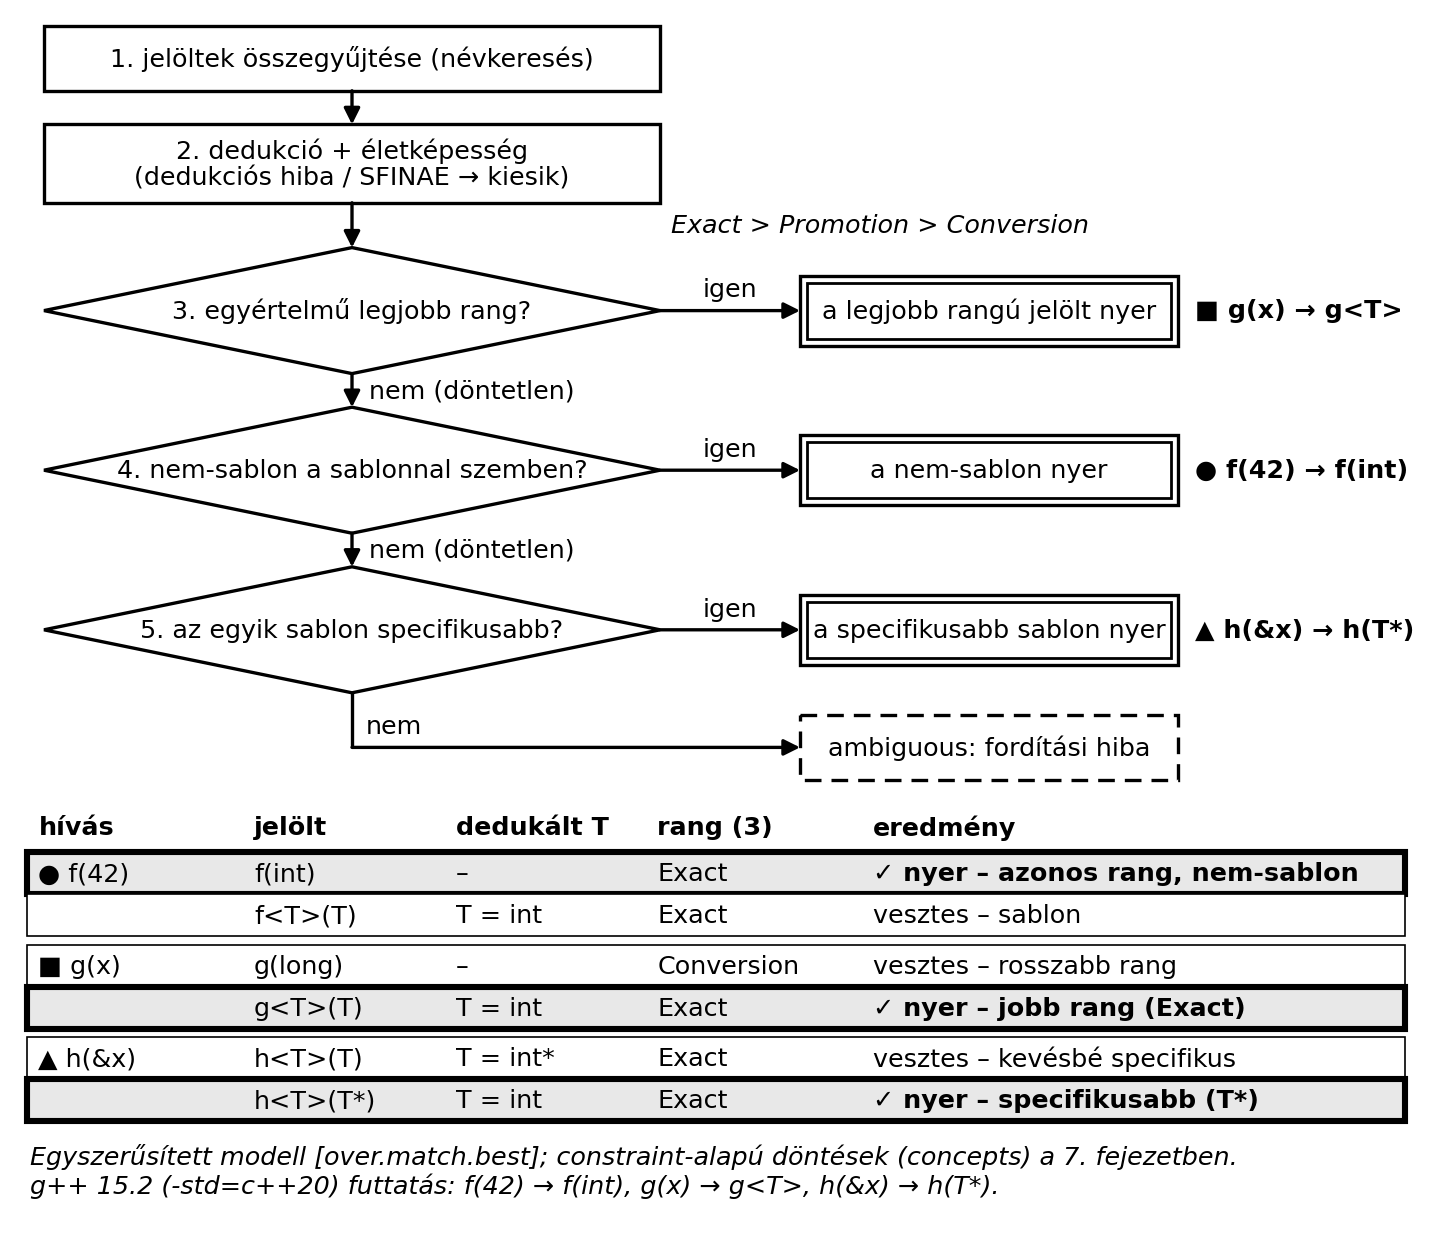 1. jelöltek összegyűjtése (névkeresés)
2. dedukció + életképesség
(dedukciós hiba / SFINAE → kiesik)
Exact > Promotion > Conversion
3. egyértelmű legjobb rang?
igen
a legjobb rangú jelölt nyer
■ g(x) → g<T>
nem (döntetlen)
4. nem-sablon a sablonnal szemben?
igen
a nem-sablon nyer
● f(42) → f(int)
nem (döntetlen)
5. az egyik sablon specifikusabb?
igen
a specifikusabb sablon nyer
▲ h(&x) → h(T*)
nem
ambiguous: fordítási hiba
hívás jelölt dedukált T rang (3) eredmény
● f(42) f(int) – Exact ✓ nyer – azonos rang, nem-sablon
f<T>(T) T = int Exact vesztes – sablon
■ g(x) g(long) – Conversion vesztes – rosszabb rang
g<T>(T) T = int Exact ✓ nyer – jobb rang (Exact)
▲ h(&x) h<T>(T) T = int* Exact vesztes – kevésbé specifikus
h<T>(T*) T = int Exact ✓ nyer – specifikusabb (T*)
Egyszerűsített modell [over.match.best]; constraint-alapú döntések (concepts) a 7. fejezetben.
g++ 15.2 (-std=c++20) futtatás: f(42) → f(int), g(x) → g<T>, h(&x) → h(T*).